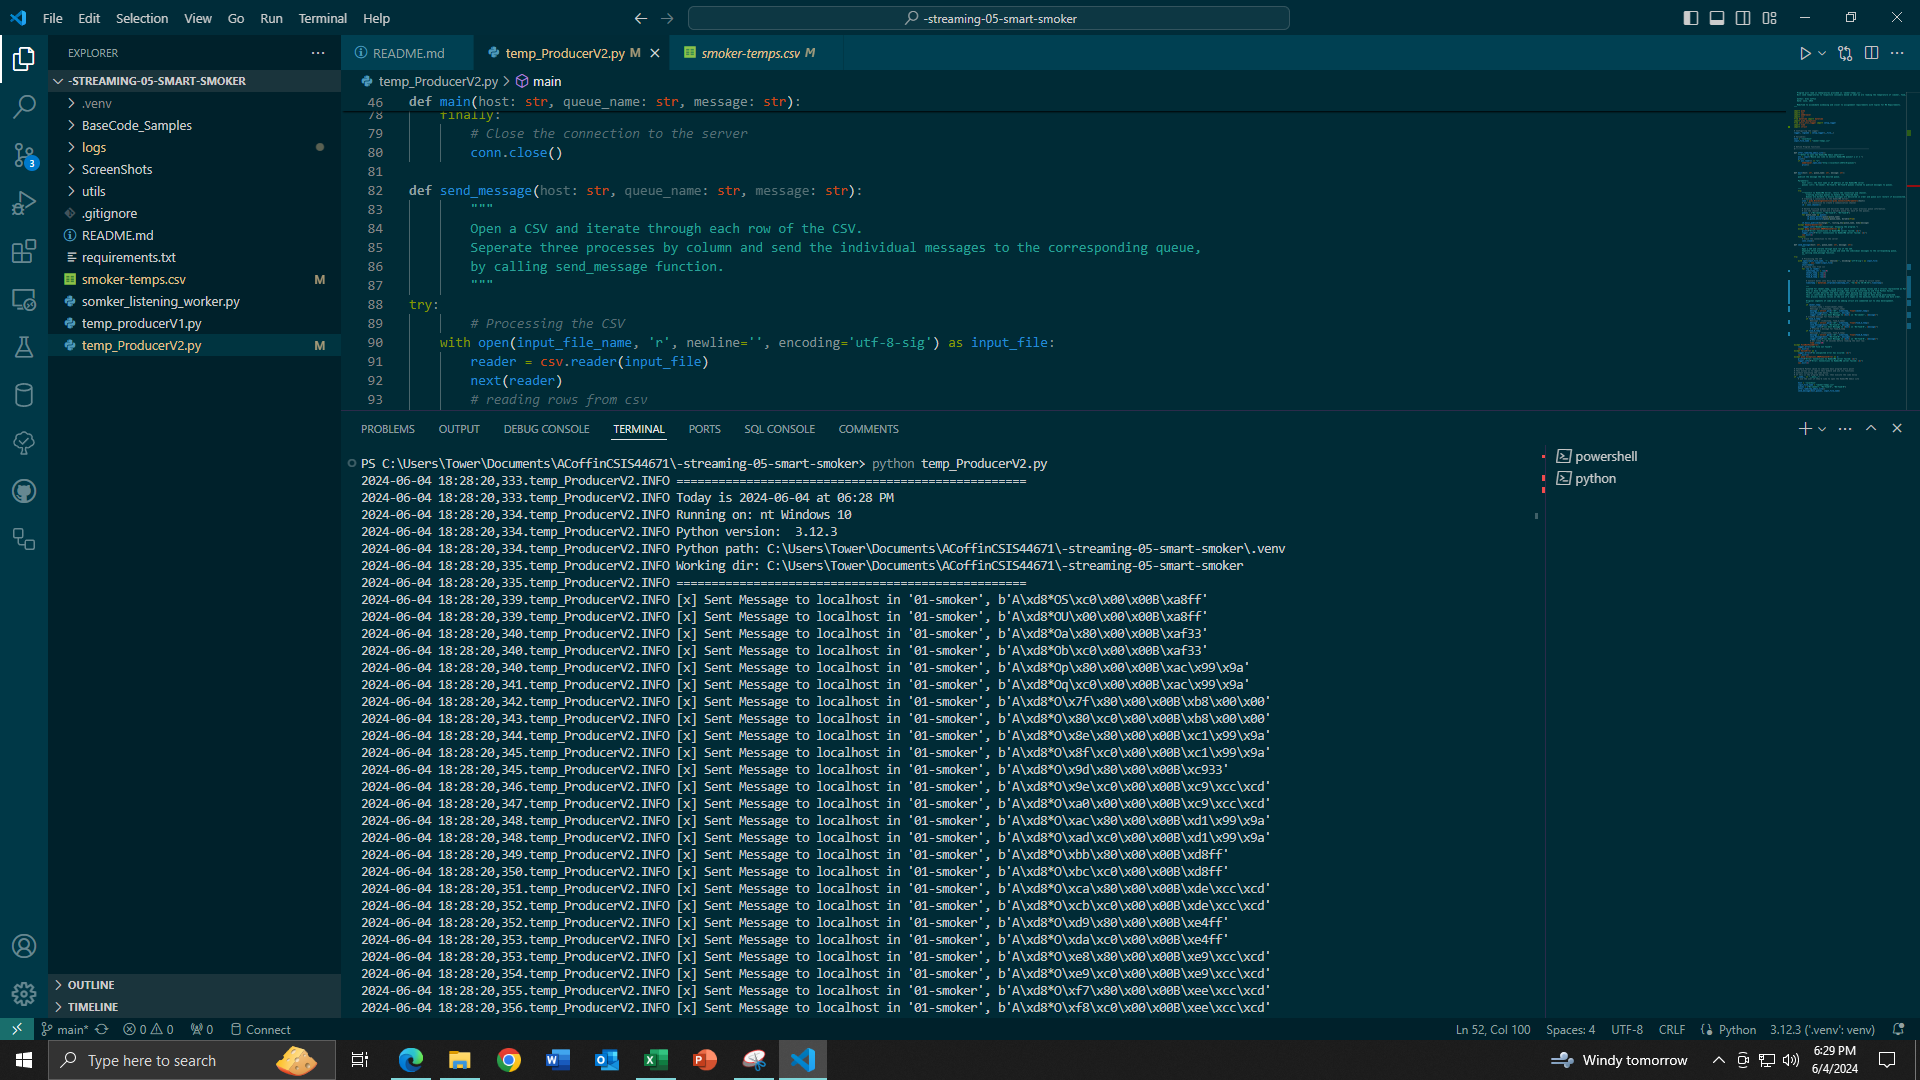 File Edit Selection View Go Run Terminal Help
-streaming-05-smart-smoker
EXPLORER
README.md
temp_ProducerV2.py M
smoker-temps.csv M
-STREAMING-05-SMART-SMOKER
.venv
BaseCode_Samples
logs
ScreenShots
utils
.gitignore
README.md
requirements.txt
smoker-temps.csv M
somker_listening_worker.py
temp_producerV1.py
temp_ProducerV2.py M
3
OUTLINE
TIMELINE
temp_ProducerV2.py > main
46 def main(host: str, queue_name: str, message: str):
78 finally:
79 # Close the connection to the server
80 conn.close()
81
82 def send_message(host: str, queue_name: str, message: str):
83 """
84 Open a CSV and iterate through each row of the CSV.
85 Seperate three processes by column and send the individual messages to the corresponding queue,
86 by calling send_message function.
87 """
88 try:
89 # Processing the CSV
90 with open(input_file_name, 'r', newline='', encoding='utf-8-sig') as input_file:
91 reader = csv.reader(input_file)
92 next(reader)
93 # reading rows from csv
PROBLEMS OUTPUT DEBUG CONSOLE TERMINAL PORTS SQL CONSOLE COMMENTS
powershell
python
PS C:\Users\Tower\Documents\ACoffinCSIS44671\-streaming-05-smart-smoker> python temp_ProducerV2.py
2024-06-04 18:28:20,333.temp_ProducerV2.INFO ==================================================
2024-06-04 18:28:20,333.temp_ProducerV2.INFO Today is 2024-06-04 at 06:28 PM
2024-06-04 18:28:20,334.temp_ProducerV2.INFO Running on: nt Windows 10
2024-06-04 18:28:20,334.temp_ProducerV2.INFO Python version:  3.12.3
2024-06-04 18:28:20,334.temp_ProducerV2.INFO Python path: C:\Users\Tower\Documents\ACoffinCSIS44671\-streaming-05-smart-smoker\.venv
2024-06-04 18:28:20,335.temp_ProducerV2.INFO Working dir: C:\Users\Tower\Documents\ACoffinCSIS44671\-streaming-05-smart-smoker
2024-06-04 18:28:20,335.temp_ProducerV2.INFO ==================================================
2024-06-04 18:28:20,339.temp_ProducerV2.INFO [x] Sent Message to localhost in '01-smoker', b'A\xd8*OS\xc0\x00\x00B\xa8ff'
2024-06-04 18:28:20,339.temp_ProducerV2.INFO [x] Sent Message to localhost in '01-smoker', b'A\xd8*OU\x00\x00\x00B\xa8ff'
2024-06-04 18:28:20,340.temp_ProducerV2.INFO [x] Sent Message to localhost in '01-smoker', b'A\xd8*Oa\x80\x00\x00B\xaf33'
2024-06-04 18:28:20,340.temp_ProducerV2.INFO [x] Sent Message to localhost in '01-smoker', b'A\xd8*Ob\xc0\x00\x00B\xaf33'
2024-06-04 18:28:20,340.temp_ProducerV2.INFO [x] Sent Message to localhost in '01-smoker', b'A\xd8*Op\x80\x00\x00B\xac\x99\x9a'
2024-06-04 18:28:20,341.temp_ProducerV2.INFO [x] Sent Message to localhost in '01-smoker', b'A\xd8*Oq\xc0\x00\x00B\xac\x99\x9a'
2024-06-04 18:28:20,342.temp_ProducerV2.INFO [x] Sent Message to localhost in '01-smoker', b'A\xd8*O\x7f\x80\x00\x00B\xb8\x00\x00'
2024-06-04 18:28:20,343.temp_ProducerV2.INFO [x] Sent Message to localhost in '01-smoker', b'A\xd8*O\x80\xc0\x00\x00B\xb8\x00\x00'
2024-06-04 18:28:20,344.temp_ProducerV2.INFO [x] Sent Message to localhost in '01-smoker', b'A\xd8*O\x8e\x80\x00\x00B\xc1\x99\x9a'
2024-06-04 18:28:20,345.temp_ProducerV2.INFO [x] Sent Message to localhost in '01-smoker', b'A\xd8*O\x8f\xc0\x00\x00B\xc1\x99\x9a'
2024-06-04 18:28:20,345.temp_ProducerV2.INFO [x] Sent Message to localhost in '01-smoker', b'A\xd8*O\x9d\x80\x00\x00B\xc933'
2024-06-04 18:28:20,346.temp_ProducerV2.INFO [x] Sent Message to localhost in '01-smoker', b'A\xd8*O\x9e\xc0\x00\x00B\xc9\xcc\xcd'
2024-06-04 18:28:20,347.temp_ProducerV2.INFO [x] Sent Message to localhost in '01-smoker', b'A\xd8*O\xa0\x00\x00\x00B\xc9\xcc\xcd'
2024-06-04 18:28:20,348.temp_ProducerV2.INFO [x] Sent Message to localhost in '01-smoker', b'A\xd8*O\xac\x80\x00\x00B\xd1\x99\x9a'
2024-06-04 18:28:20,348.temp_ProducerV2.INFO [x] Sent Message to localhost in '01-smoker', b'A\xd8*O\xad\xc0\x00\x00B\xd1\x99\x9a'
2024-06-04 18:28:20,349.temp_ProducerV2.INFO [x] Sent Message to localhost in '01-smoker', b'A\xd8*O\xbb\x80\x00\x00B\xd8ff'
2024-06-04 18:28:20,350.temp_ProducerV2.INFO [x] Sent Message to localhost in '01-smoker', b'A\xd8*O\xbc\xc0\x00\x00B\xd8ff'
2024-06-04 18:28:20,351.temp_ProducerV2.INFO [x] Sent Message to localhost in '01-smoker', b'A\xd8*O\xca\x80\x00\x00B\xde\xcc\xcd'
2024-06-04 18:28:20,351.temp_ProducerV2.INFO [x] Sent Message to localhost in '01-smoker', b'A\xd8*O\xcb\xc0\x00\x00B\xde\xcc\xcd'
2024-06-04 18:28:20,352.temp_ProducerV2.INFO [x] Sent Message to localhost in '01-smoker', b'A\xd8*O\xd9\x80\x00\x00B\xe4ff'
2024-06-04 18:28:20,353.temp_ProducerV2.INFO [x] Sent Message to localhost in '01-smoker', b'A\xd8*O\xda\xc0\x00\x00B\xe4ff'
2024-06-04 18:28:20,353.temp_ProducerV2.INFO [x] Sent Message to localhost in '01-smoker', b'A\xd8*O\xe8\x80\x00\x00B\xe9\xcc\xcd'
2024-06-04 18:28:20,354.temp_ProducerV2.INFO [x] Sent Message to localhost in '01-smoker', b'A\xd8*O\xe9\xc0\x00\x00B\xe9\xcc\xcd'
2024-06-04 18:28:20,355.temp_ProducerV2.INFO [x] Sent Message to localhost in '01-smoker', b'A\xd8*O\xf7\x80\x00\x00B\xee\xcc\xcd'
2024-06-04 18:28:20,356.temp_ProducerV2.INFO [x] Sent Message to localhost in '01-smoker', b'A\xd8*O\xf8\xc0\x00\x00B\xee\xcc\xcd'
main* 0 0 0 Connect
Ln 52, Col 100 Spaces: 4 UTF-8 CRLF Python 3.12.3 ('.venv': venv)
Type here to search
Windy tomorrow
6:29 PM
6/4/2024